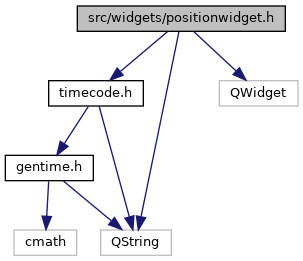 src/widgets/positionwidget.h
timecode.h
QWidget
gentime.h
cmath
QString